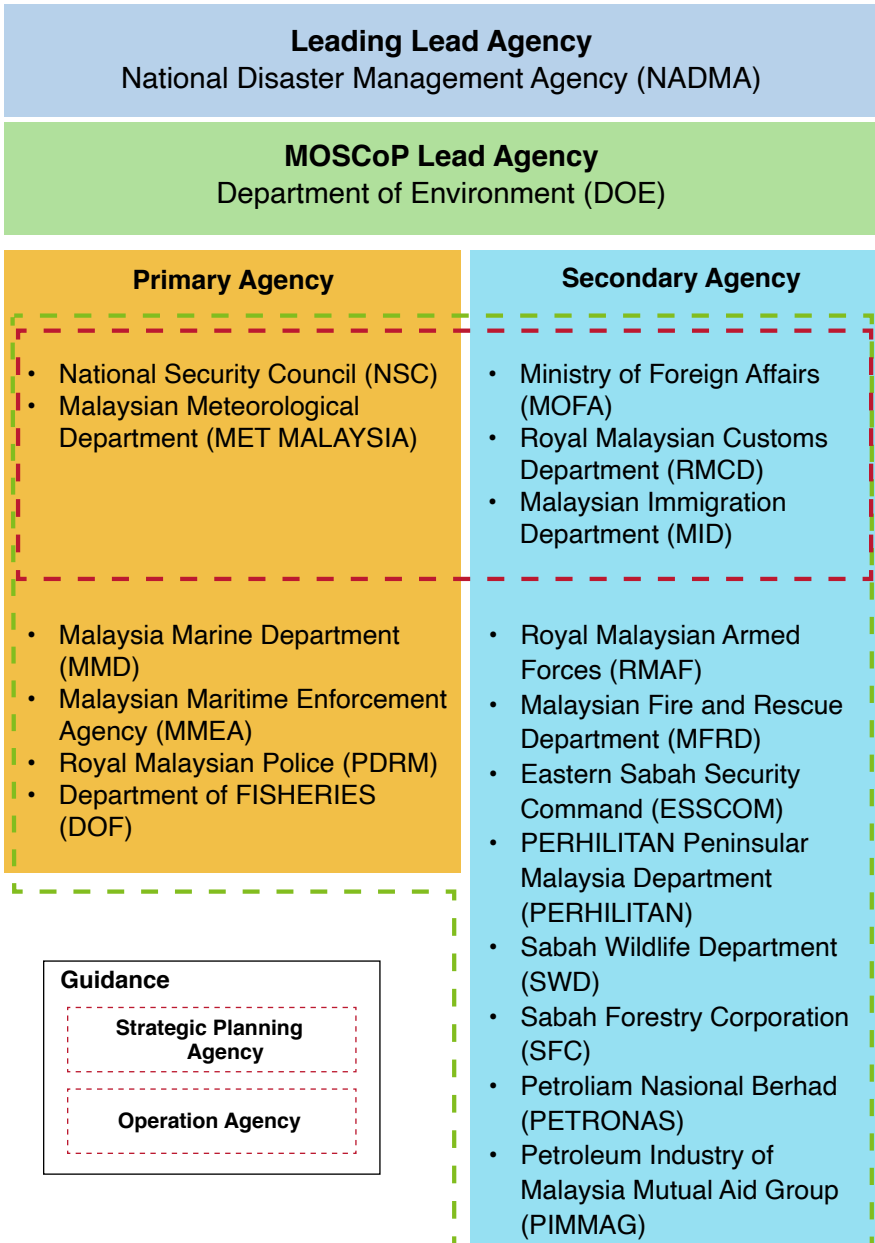 Leading Lead Agency
National Disaster Management Agency (NADMA)
MOSCoP Lead Agency
Department of Environment (DOE)
Primary Agency
• National Security Council (NSC)
• Malaysian Meteorological
Department (MET MALAYSIA)
• Malaysia Marine Department
(MMD)
• Malaysian Maritime Enforcement
Agency (MMEA)
• Royal Malaysian Police (PDRM)
• Department of FISHERIES
(DOF)
Secondary Agency
• Ministry of Foreign Affairs
(MOFA)
• Royal Malaysian Customs
Department (RMCD)
• Malaysian Immigration
Department (MID)
• Royal Malaysian Armed
Forces (RMAF)
• Malaysian Fire and Rescue
Department (MFRD)
• Eastern Sabah Security
Command (ESSCOM)
• PERHILITAN Peninsular
Malaysia Department
(PERHILITAN)
• Sabah Wildlife Department
(SWD)
• Sabah Forestry Corporation
(SFC)
• Petroliam Nasional Berhad
(PETRONAS)
• Petroleum Industry of
Malaysia Mutual Aid Group
(PIMMAG)
Guidance
Strategic Planning
Agency
Operation Agency